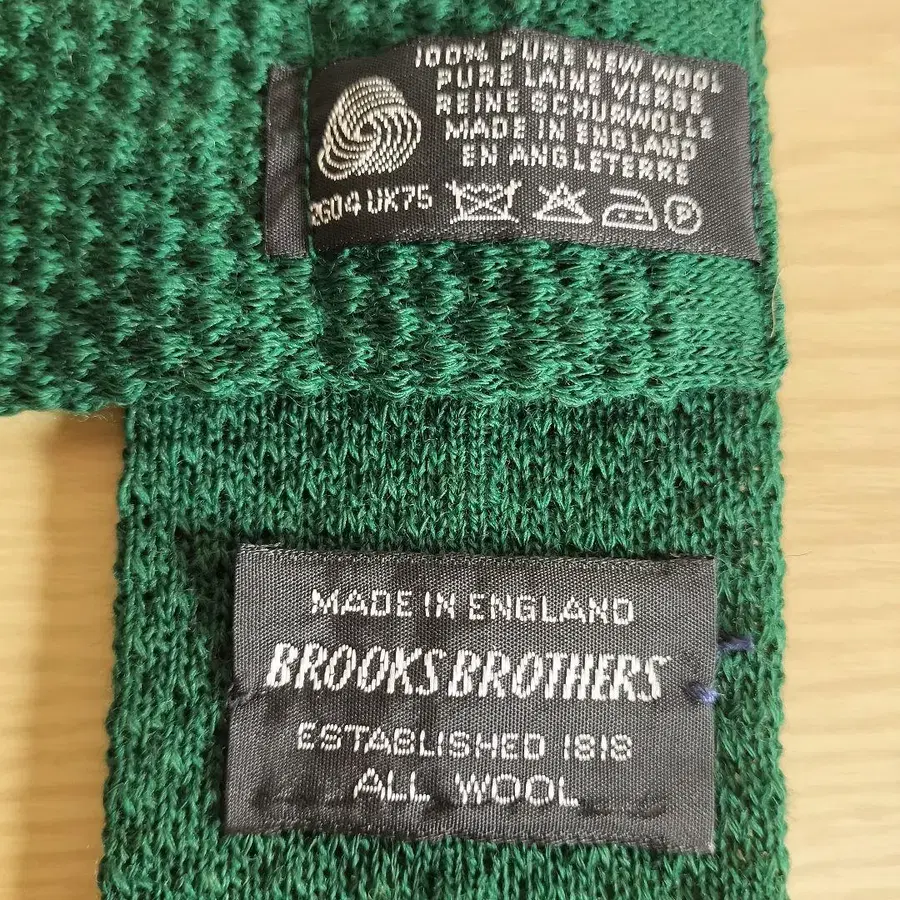 100% PURE NEW WOOL
PURE LAINE VIERGE
REINE SCHURWOLLE
MADE IN ENGLAND
EN ANGLETERRE
UK75
P
MADE IN ENGLAND
BROOKS BROTHERS
ESTABLISHED 1818
ALL WOOL